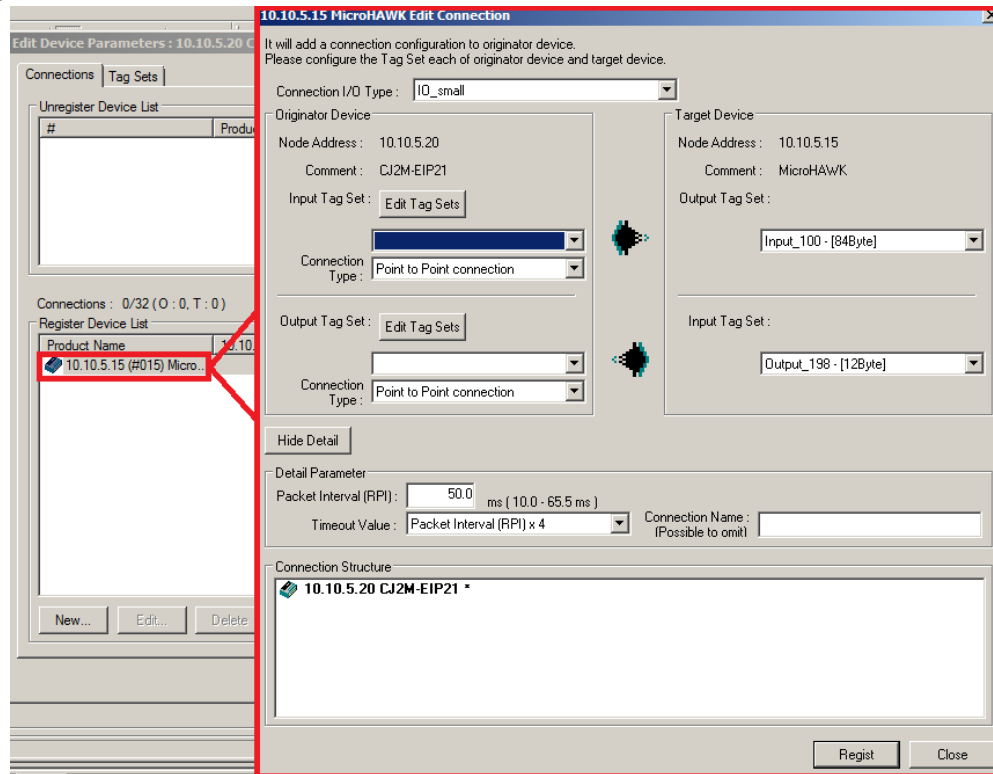 10.10.5.15 MicroHAWK Edit Connection
Edit Device Parameters : 10.10.5.20 C
Connections
Tag Sets
Unregister Device List
#
Produ
Connections : 0/32 ( O : 0, T : 0 )
Register Device List
Product Name
10.10.
10.10.5.15 (#015) Micro..
New...
Edit...
Delete
It will add a connection configuration to originator device.
Please configure the Tag Set each of originator device and target device.
Connection I/O Type : IO_small
Originator Device
Node Address : 10.10.5.20
Comment : CJ2M-EIP21
Input Tag Set : Edit Tag Sets
Connection
Type : Point to Point connection
Output Tag Set : Edit Tag Sets
Connection
Type : Point to Point connection
Target Device
Node Address : 10.10.5.15
Comment : MicroHAWK
Output Tag Set :
Input_100 - [84Byte]
Input Tag Set :
Output_198 - [12Byte]
Hide Detail
Detail Parameter
Packet Interval (RPI) : 50.0 ms ( 10.0 - 65.5 ms )
Timeout Value : Packet Interval (RPI) x 4
Connection Name :
(Possible to omit)
Connection Structure
10.10.5.20 CJ2M-EIP21 *
Regist
Close